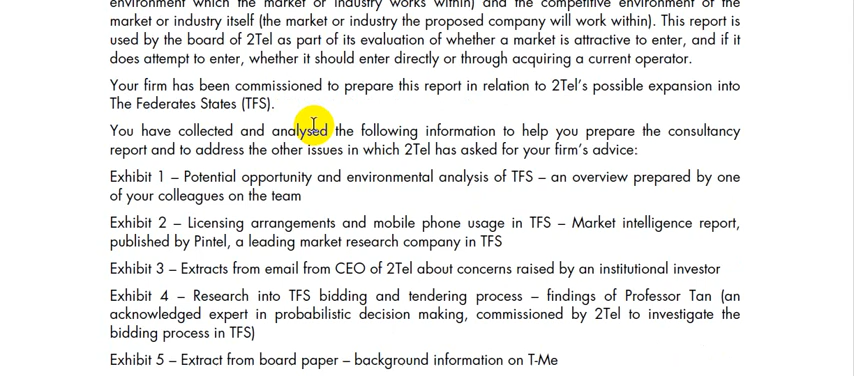 environment which the market or industry works within) and the competitive environment of the
market or industry itself (the market or industry the proposed company will work within). This report is
used by the board of 2Tel as part of its evaluation of whether a market is attractive to enter, and if it
does attempt to enter, whether it should enter directly or through acquiring a current operator.
Your firm has been commissioned to prepare this report in relation to 2Tel's possible expansion into
The Federates States (TFS).
You have collected and analysed the following information to help you prepare the consultancy
report and to address the other issues in which 2Tel has asked for your firm's advice:
Exhibit 1 – Potential opportunity and environmental analysis of TFS – an overview prepared by one
of your colleagues on the team
Exhibit 2 – Licensing arrangements and mobile phone usage in TFS – Market intelligence report,
published by Pintel, a leading market research company in TFS
Exhibit 3 – Extracts from email from CEO of 2Tel about concerns raised by an institutional investor
Exhibit 4 – Research into TFS bidding and tendering process – findings of Professor Tan (an
acknowledged expert in probabilistic decision making, commissioned by 2Tel to investigate the
bidding process in TFS)
Exhibit 5 – Extract from board paper – background information on T-Me